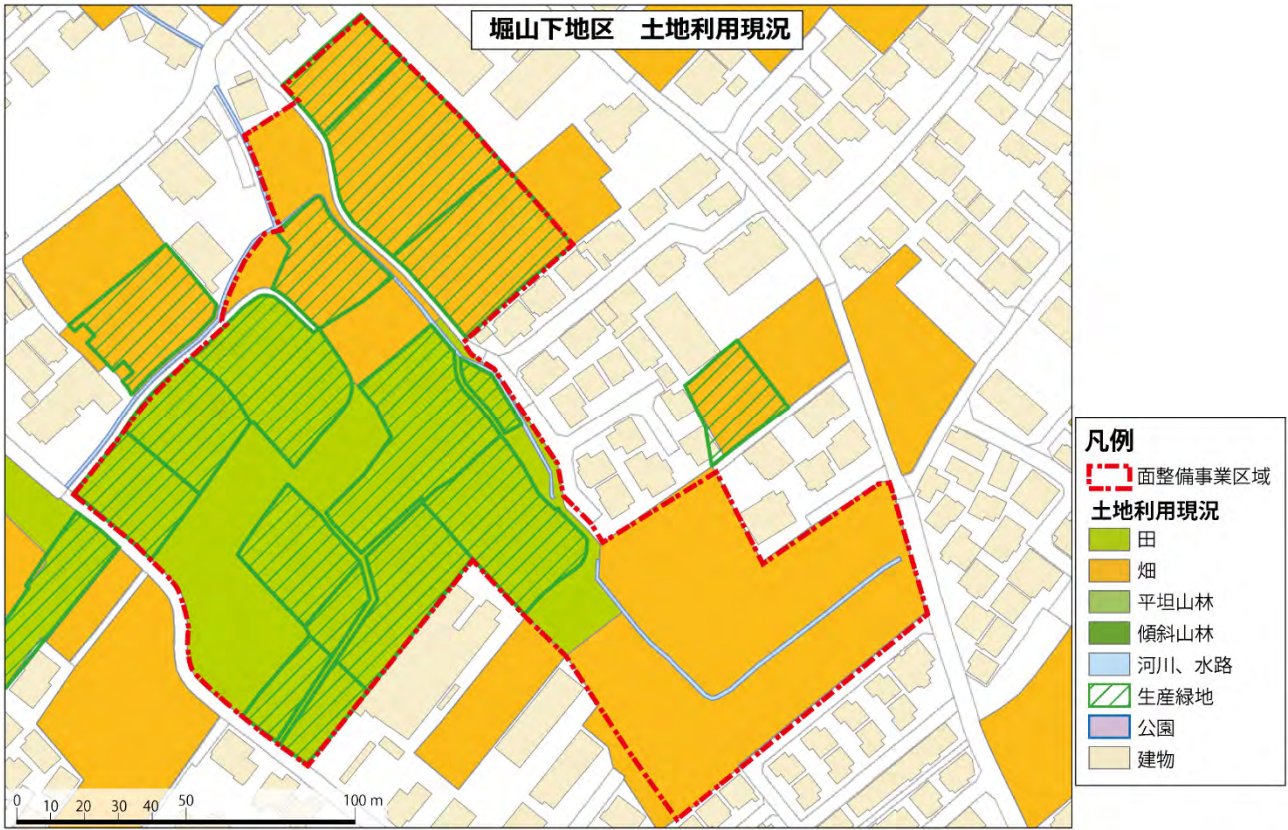 堀山下地区　土地利用現況
凡例
面整備事業区域
土地利用現況
田
畑
平坦山林
傾斜山林
河川、水路
生産緑地
公園
建物
0 10 20 30 40 50 100 m